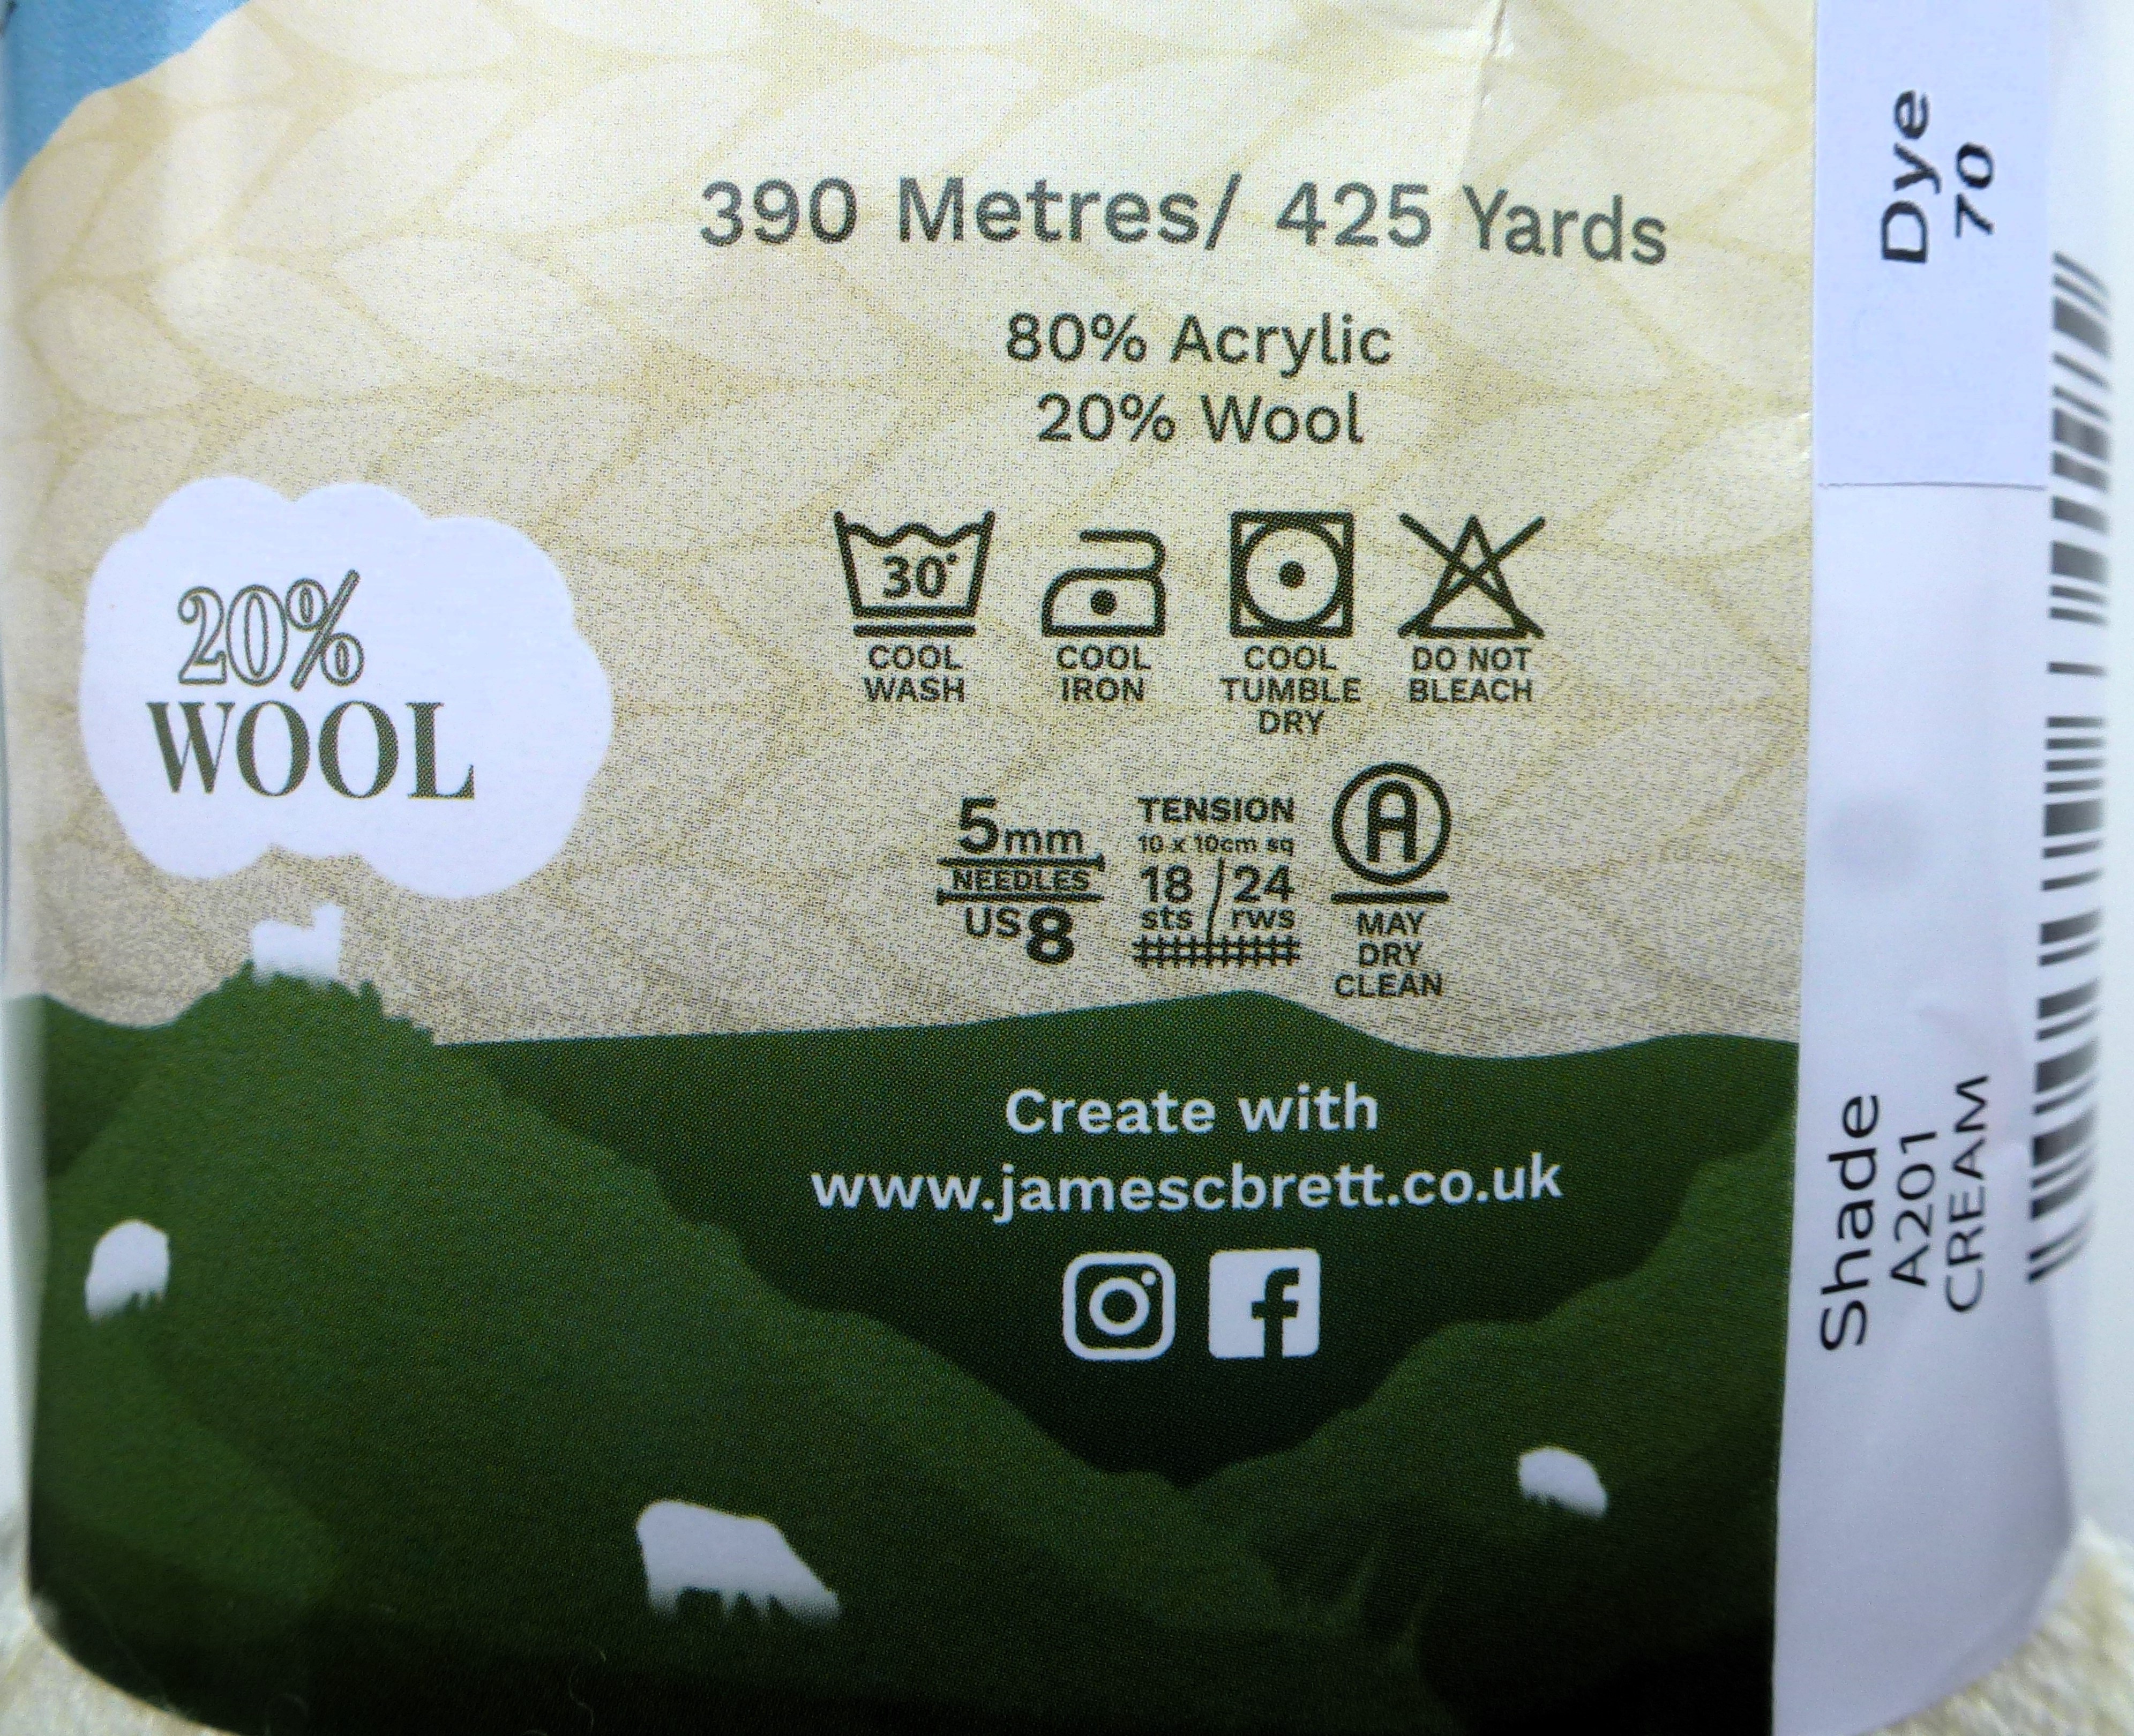 390 Metres/ 425 Yards
80% Acrylic
20% Wool
20%
WOOL
30°
COOL
WASH
COOL
IRON
COOL
TUMBLE
DRY
DO NOT
BLEACH
5mm
NEEDLES
US 8
TENSION
10 x 10cm sq
18 / 24
sts rws
A
MAY
DRY
CLEAN
Create with
www.jamescbrett.co.uk
Dye
70
Shade
A201
CREAM